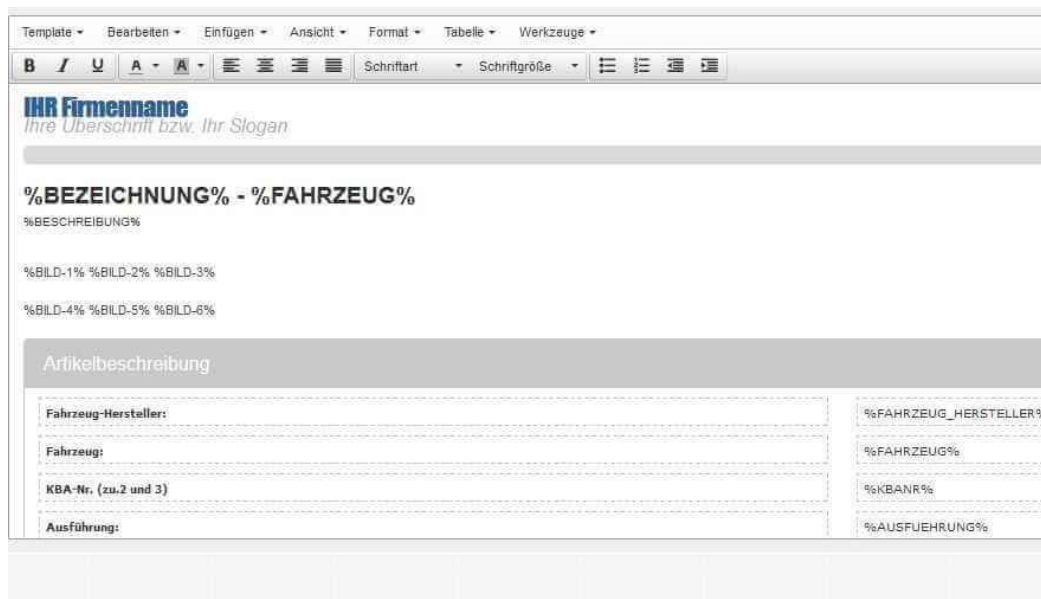 Template Bearbeiten Einfügen Ansicht Format Tabelle Werkzeuge
B I U A A Schriftart Schriftgröße
IHR Firmenname
Ihre Überschrift bzw. Ihr Slogan
%BEZEICHNUNG% - %FAHRZEUG%
%BESCHREIBUNG%
%BILD-1% %BILD-2% %BILD-3%
%BILD-4% %BILD-5% %BILD-6%
Artikelbeschreibung
Fahrzeug-Hersteller: %FAHRZEUG_HERSTELLER%
Fahrzeug: %FAHRZEUG%
KBA-Nr. (zu.2 und 3) %KBANR%
Ausführung: %AUSFUEHRUNG%